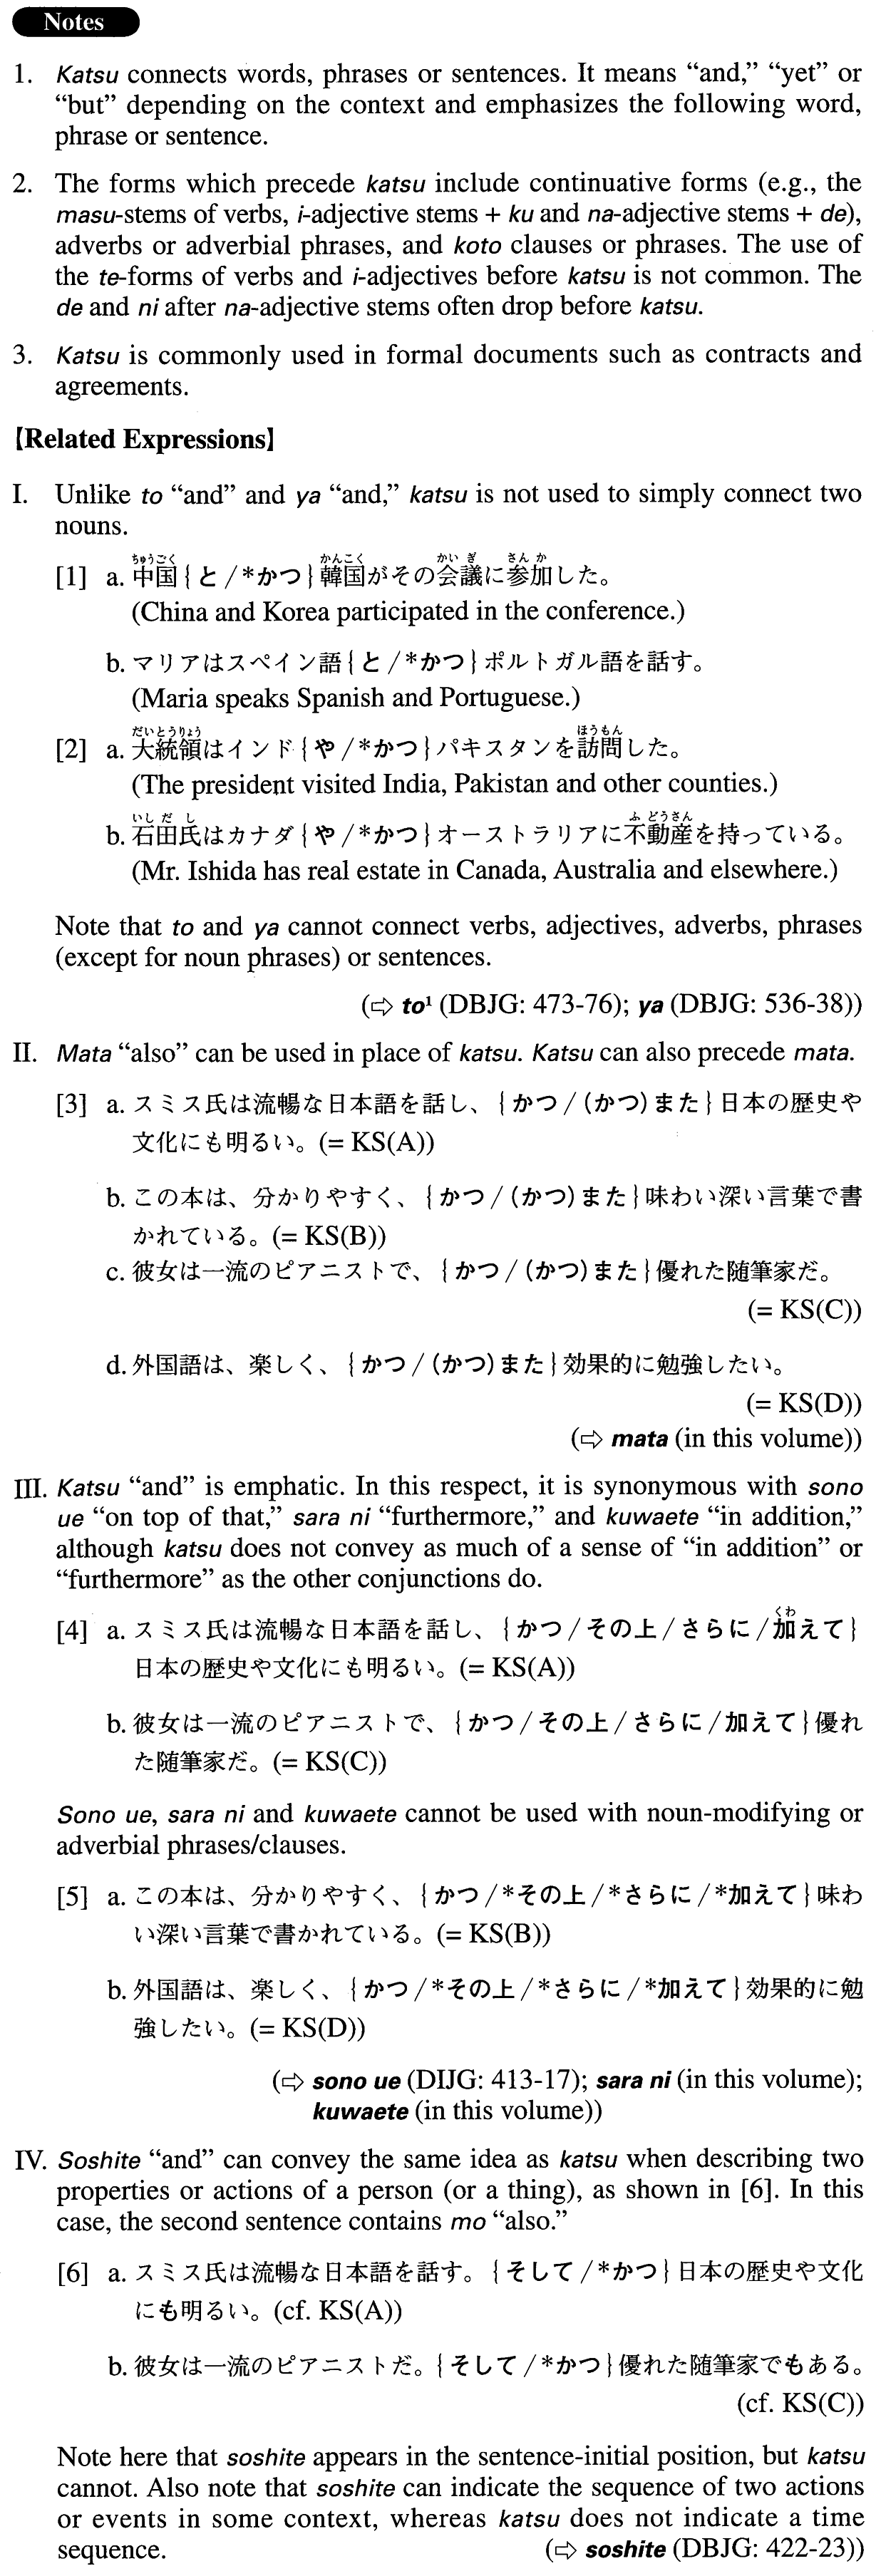 Notes
1. Katsu connects words, phrases or sentences. It means “and,” “yet” or
“but” depending on the context and emphasizes the following word,
phrase or sentence.
2. The forms which precede katsu include continuative forms (e.g., the
masu-stems of verbs, i-adjective stems + ku and na-adjective stems + de),
adverbs or adverbial phrases, and koto clauses or phrases. The use of
the te-forms of verbs and i-adjectives before katsu is not common. The
de and ni after na-adjective stems often drop before katsu.
3. Katsu is commonly used in formal documents such as contracts and
agreements.
【Related Expressions】
I. Unlike to “and” and ya “and,” katsu is not used to simply connect two
nouns.
ちゅうごく かんこく かいぎ さんか
[1] a. 中国{と/*かつ}韓国がその会議に参加した。
(China and Korea participated in the conference.)
b. マリアはスペイン語{と/*かつ}ポルトガル語を話す。
(Maria speaks Spanish and Portuguese.)
だいとうりょう ほうもん
[2] a. 大統領はインド{や/*かつ}パキスタンを訪問した。
(The president visited India, Pakistan and other counties.)
いしだし ふどうさん
b. 石田氏はカナダ{や/*かつ}オーストラリアに不動産を持っている。
(Mr. Ishida has real estate in Canada, Australia and elsewhere.)
Note that to and ya cannot connect verbs, adjectives, adverbs, phrases
(except for noun phrases) or sentences.
(⇨ to¹ (DBJG: 473-76); ya (DBJG: 536-38))
II. Mata “also” can be used in place of katsu. Katsu can also precede mata.
[3] a. スミス氏は流暢な日本語を話し、{かつ/(かつ)また}日本の歴史や
文化にも明るい。(= KS(A))
b. この本は、分かりやすく、{かつ/(かつ)また}味わい深い言葉で書
かれている。(= KS(B))
c. 彼女は一流のピアニストで、{かつ/(かつ)また}優れた随筆家だ。
(= KS(C))
d. 外国語は、楽しく、{かつ/(かつ)また}効果的に勉強したい。
(= KS(D))
(⇨ mata (in this volume))
III. Katsu “and” is emphatic. In this respect, it is synonymous with sono
ue “on top of that,” sara ni “furthermore,” and kuwaete “in addition,”
although katsu does not convey as much of a sense of “in addition” or
“furthermore” as the other conjunctions do.
くわ
[4] a. スミス氏は流暢な日本語を話し、{かつ/その上/さらに/加えて}
日本の歴史や文化にも明るい。(= KS(A))
b. 彼女は一流のピアニストで、{かつ/その上/さらに/加えて}優れ
た随筆家だ。(= KS(C))
Sono ue, sara ni and kuwaete cannot be used with noun-modifying or
adverbial phrases/clauses.
[5] a. この本は、分かりやすく、{かつ/*その上/*さらに/*加えて}味わ
い深い言葉で書かれている。(= KS(B))
b. 外国語は、楽しく、{かつ/*その上/*さらに/*加えて}効果的に勉
強したい。(= KS(D))
(⇨ sono ue (DIJG: 413-17); sara ni (in this volume);
kuwaete (in this volume))
IV. Soshite “and” can convey the same idea as katsu when describing two
properties or actions of a person (or a thing), as shown in [6]. In this
case, the second sentence contains mo “also.”
[6] a. スミス氏は流暢な日本語を話す。{そして/*かつ}日本の歴史や文化
にも明るい。(cf. KS(A))
b. 彼女は一流のピアニストだ。{そして/*かつ}優れた随筆家でもある。
(cf. KS(C))
Note here that soshite appears in the sentence-initial position, but katsu
cannot. Also note that soshite can indicate the sequence of two actions
or events in some context, whereas katsu does not indicate a time
sequence. (⇨ soshite (DBJG: 422-23))